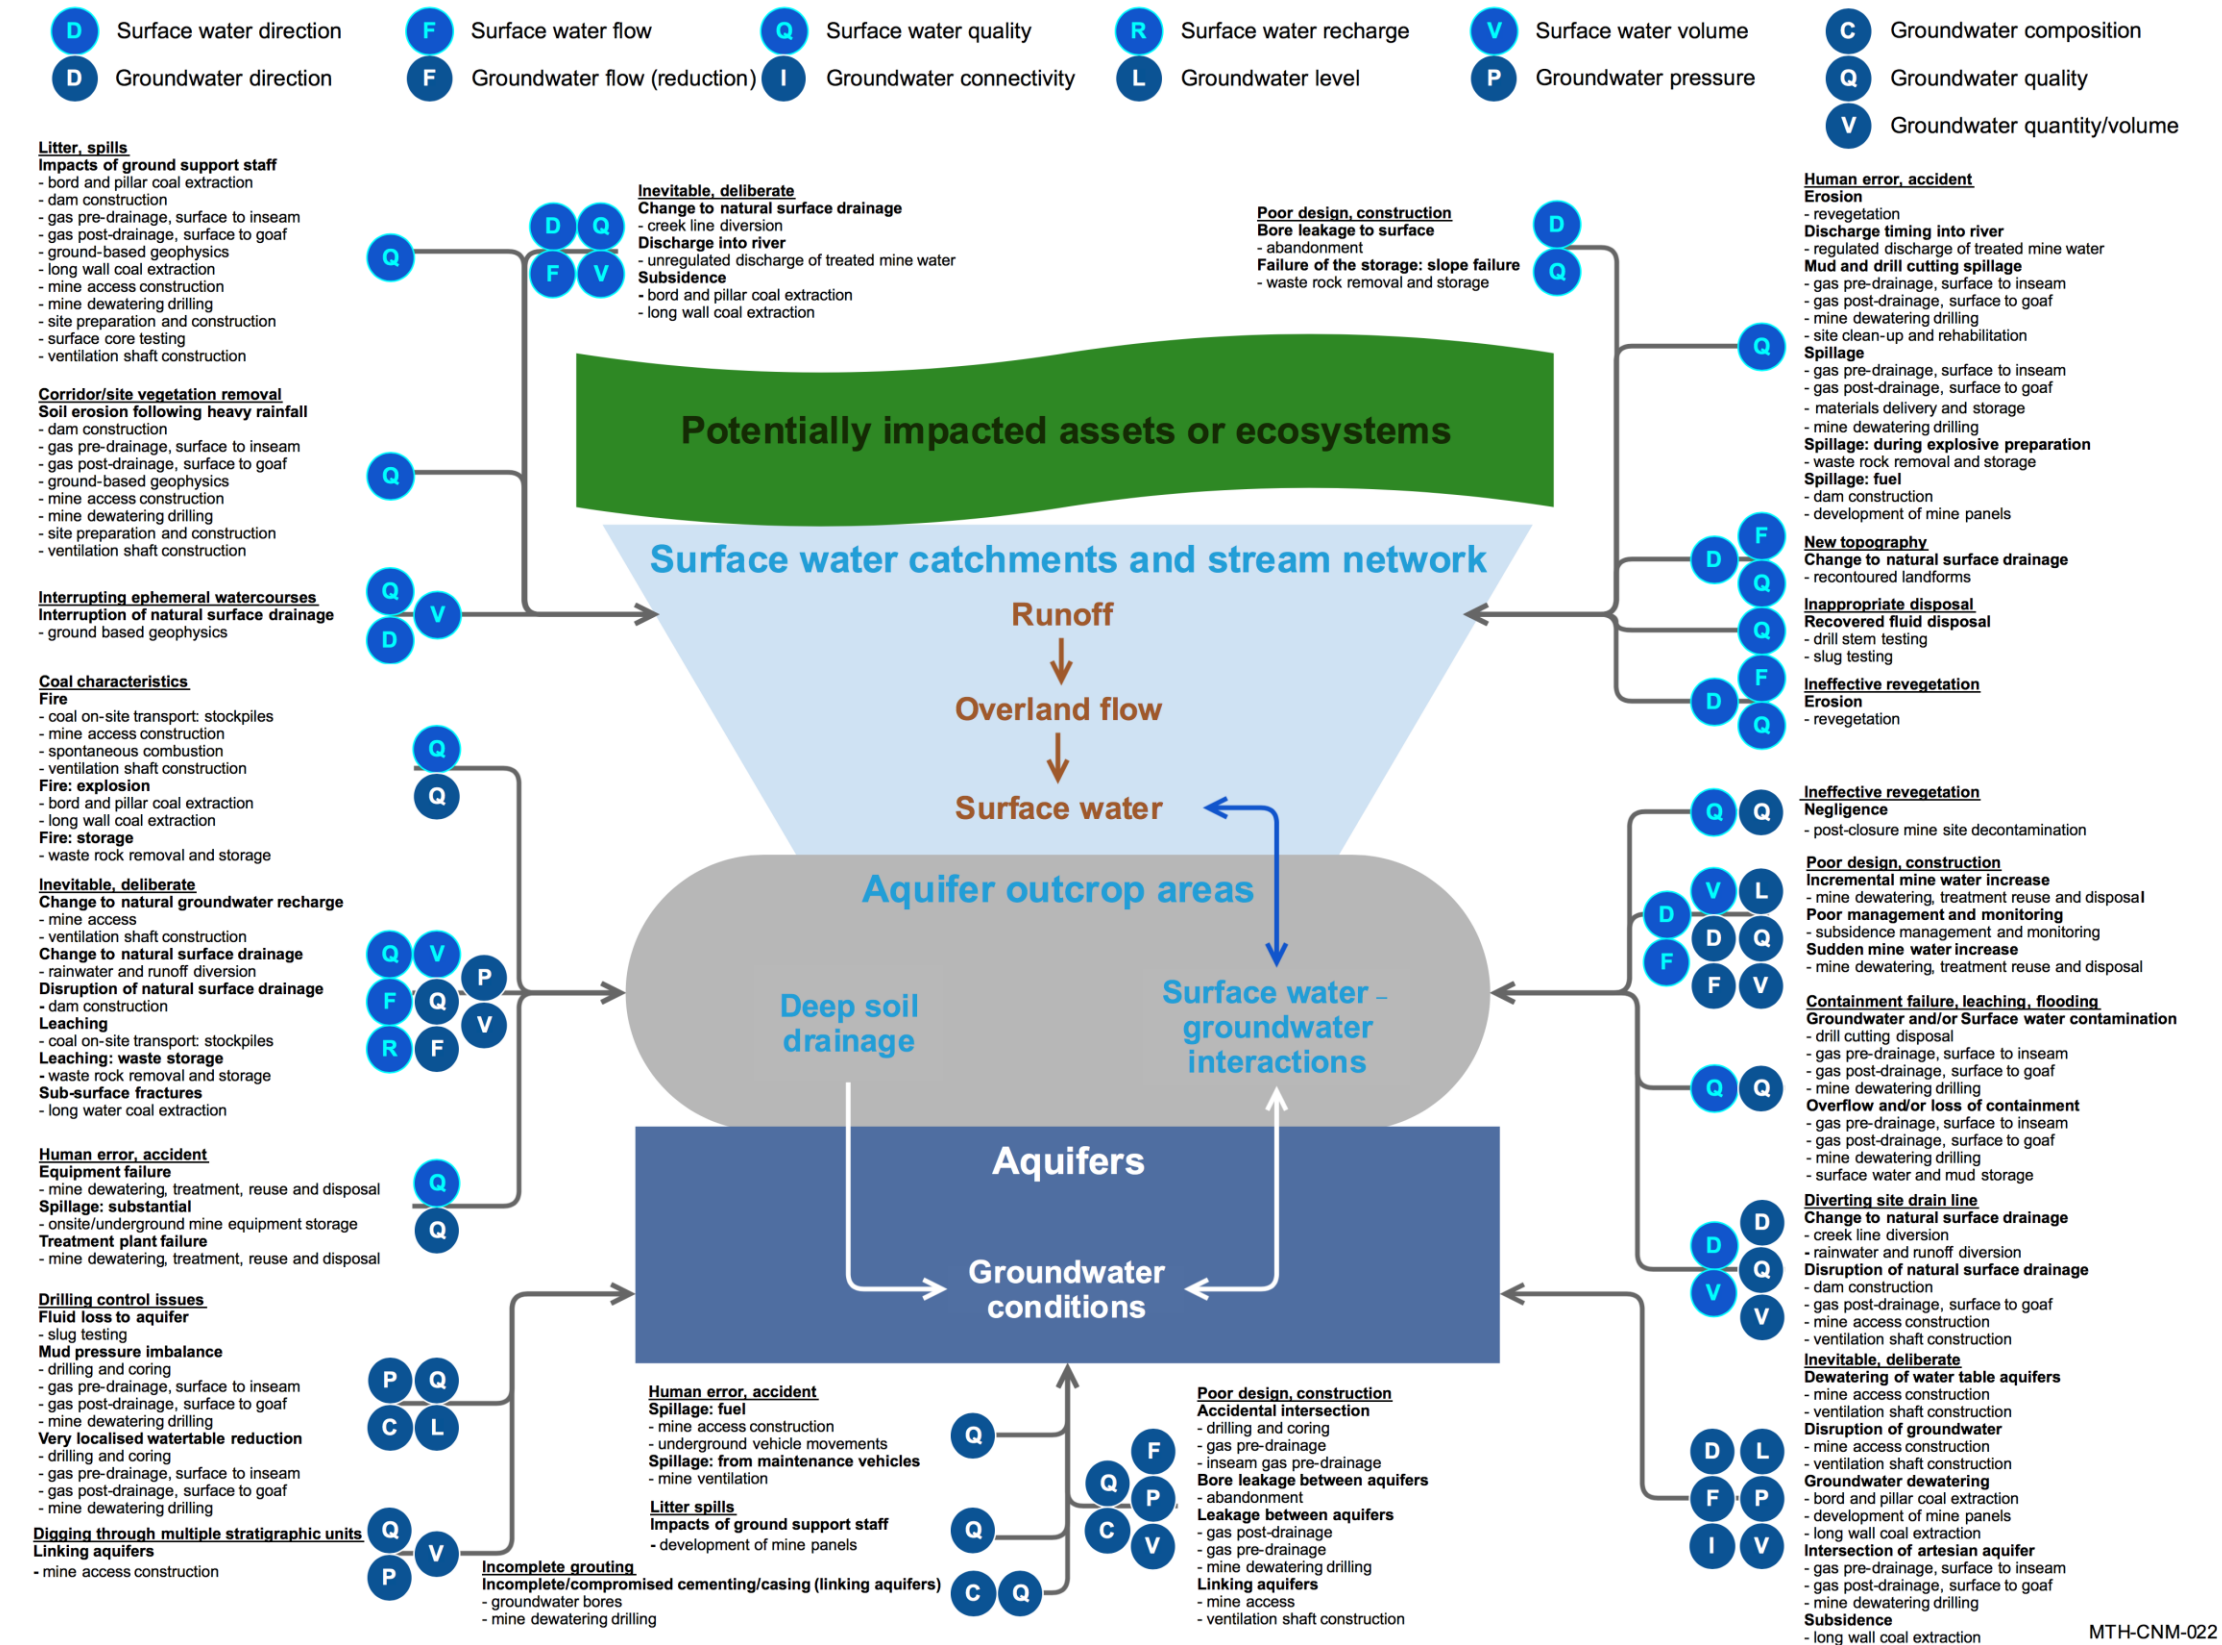 D Surface water direction
F Surface water flow
Q Surface water quality
R Surface water recharge
V Surface water volume
C Groundwater composition
D Groundwater direction
F Groundwater flow (reduction)
I Groundwater connectivity
L Groundwater level
P Groundwater pressure
Q Groundwater quality
V Groundwater quantity/volume
Litter, spills
Impacts of ground support staff
- bord and pillar coal extraction
- dam construction
- gas pre-drainage, surface to inseam
- gas post-drainage, surface to goaf
- ground-based geophysics
- long wall coal extraction
- mine access construction
- mine dewatering drilling
- site preparation and construction
- surface core testing
- ventilation shaft construction
Q
Corridor/site vegetation removal
Soil erosion following heavy rainfall
- dam construction
- gas pre-drainage, surface to inseam
- gas post-drainage, surface to goaf
- ground-based geophysics
- mine access construction
- mine dewatering drilling
- site preparation and construction
- ventilation shaft construction
Q
Interrupting ephemeral watercourses
Interruption of natural surface drainage
- ground based geophysics
Q
V
D
D Q
F V
Inevitable, deliberate
Change to natural surface drainage
- creek line diversion
Discharge into river
- unregulated discharge of treated mine water
Subsidence
- bord and pillar coal extraction
- long wall coal extraction
Poor design, construction
Bore leakage to surface
- abandonment
Failure of the storage: slope failure
- waste rock removal and storage
D
Q
Human error, accident
Erosion
- revegetation
Discharge timing into river
- regulated discharge of treated mine water
Mud and drill cutting spillage
- gas pre-drainage, surface to inseam
- gas post-drainage, surface to goaf
- mine dewatering drilling
- site clean-up and rehabilitation
Spillage
- gas pre-drainage, surface to inseam
- gas post-drainage, surface to goaf
- materials delivery and storage
- mine dewatering drilling
Spillage: during explosive preparation
- waste rock removal and storage
Spillage: fuel
- dam construction
- development of mine panels
Q
New topography
Change to natural surface drainage
- recontoured landforms
F
D
Q
Inappropriate disposal
Recovered fluid disposal
- drill stem testing
- slug testing
Q
Ineffective revegetation
Erosion
- revegetation
F
D
Q
Potentially impacted assets or ecosystems
Surface water catchments and stream network
Runoff
Overland flow
Surface water
Aquifer outcrop areas
Deep soil
drainage
Surface water –
groundwater
interactions
Aquifers
Groundwater
conditions
Coal characteristics
Fire
- coal on-site transport: stockpiles
- mine access construction
- spontaneous combustion
- ventilation shaft construction
Fire: explosion
- bord and pillar coal extraction
- long wall coal extraction
Fire: storage
- waste rock removal and storage
Q
Q
Inevitable, deliberate
Change to natural groundwater recharge
- mine access
- ventilation shaft construction
Change to natural surface drainage
- rainwater and runoff diversion
Disruption of natural surface drainage
- dam construction
Leaching
- coal on-site transport: stockpiles
Leaching: waste storage
- waste rock removal and storage
Sub-surface fractures
- long water coal extraction
Q V
P
F Q
V
R F
Human error, accident
Equipment failure
- mine dewatering, treatment, reuse and disposal
Spillage: substantial
- onsite/underground mine equipment storage
Treatment plant failure
- mine dewatering, treatment, reuse and disposal
Q
Q
Drilling control issues
Fluid loss to aquifer
- slug testing
Mud pressure imbalance
- drilling and coring
- gas pre-drainage, surface to inseam
- gas post-drainage, surface to goaf
- mine dewatering drilling
Very localised watertable reduction
- drilling and coring
- gas pre-drainage, surface to inseam
- gas post-drainage, surface to goaf
- mine dewatering drilling
P Q
C L
Digging through multiple stratigraphic units
Linking aquifers
- mine access construction
Q
V
P
Human error, accident
Spillage: fuel
- mine access construction
- underground vehicle movements
Spillage: from maintenance vehicles
- mine ventilation
Q
Litter spills
Impacts of ground support staff
- development of mine panels
Q
Incomplete grouting
Incomplete/compromised cementing/casing (linking aquifers)
- groundwater bores
- mine dewatering drilling
C Q
Poor design, construction
Accidental intersection
- drilling and coring
- gas pre-drainage
- inseam gas pre-drainage
Bore leakage between aquifers
- abandonment
Leakage between aquifers
- gas post-drainage
- gas pre-drainage
- mine dewatering drilling
Linking aquifers
- mine access
- ventilation shaft construction
F
Q
P
C
V
Ineffective revegetation
Negligence
- post-closure mine site decontamination
Q Q
Poor design, construction
Incremental mine water increase
- mine dewatering, treatment reuse and disposal
Poor management and monitoring
- subsidence management and monitoring
Sudden mine water increase
- mine dewatering, treatment reuse and disposal
V L
D
D Q
F
F V
Containment failure, leaching, flooding
Groundwater and/or Surface water contamination
- drill cutting disposal
- gas pre-drainage, surface to inseam
- gas post-drainage, surface to goaf
- mine dewatering drilling
Overflow and/or loss of containment
- gas pre-drainage, surface to inseam
- gas post-drainage, surface to goaf
- mine dewatering drilling
- surface water and mud storage
Q Q
Diverting site drain line
Change to natural surface drainage
- creek line diversion
- rainwater and runoff diversion
Disruption of natural surface drainage
- dam construction
- gas post-drainage, surface to goaf
- mine access construction
- ventilation shaft construction
D
D
Q
V
V
Inevitable, deliberate
Dewatering of water table aquifers
- mine access construction
- ventilation shaft construction
Disruption of groundwater
- mine access construction
- ventilation shaft construction
Groundwater dewatering
- bord and pillar coal extraction
- development of mine panels
- long wall coal extraction
Intersection of artesian aquifer
- gas pre-drainage, surface to inseam
- gas post-drainage, surface to goaf
- mine dewatering drilling
Subsidence
- long wall coal extraction
D L
F P
I V
MTH-CNM-022